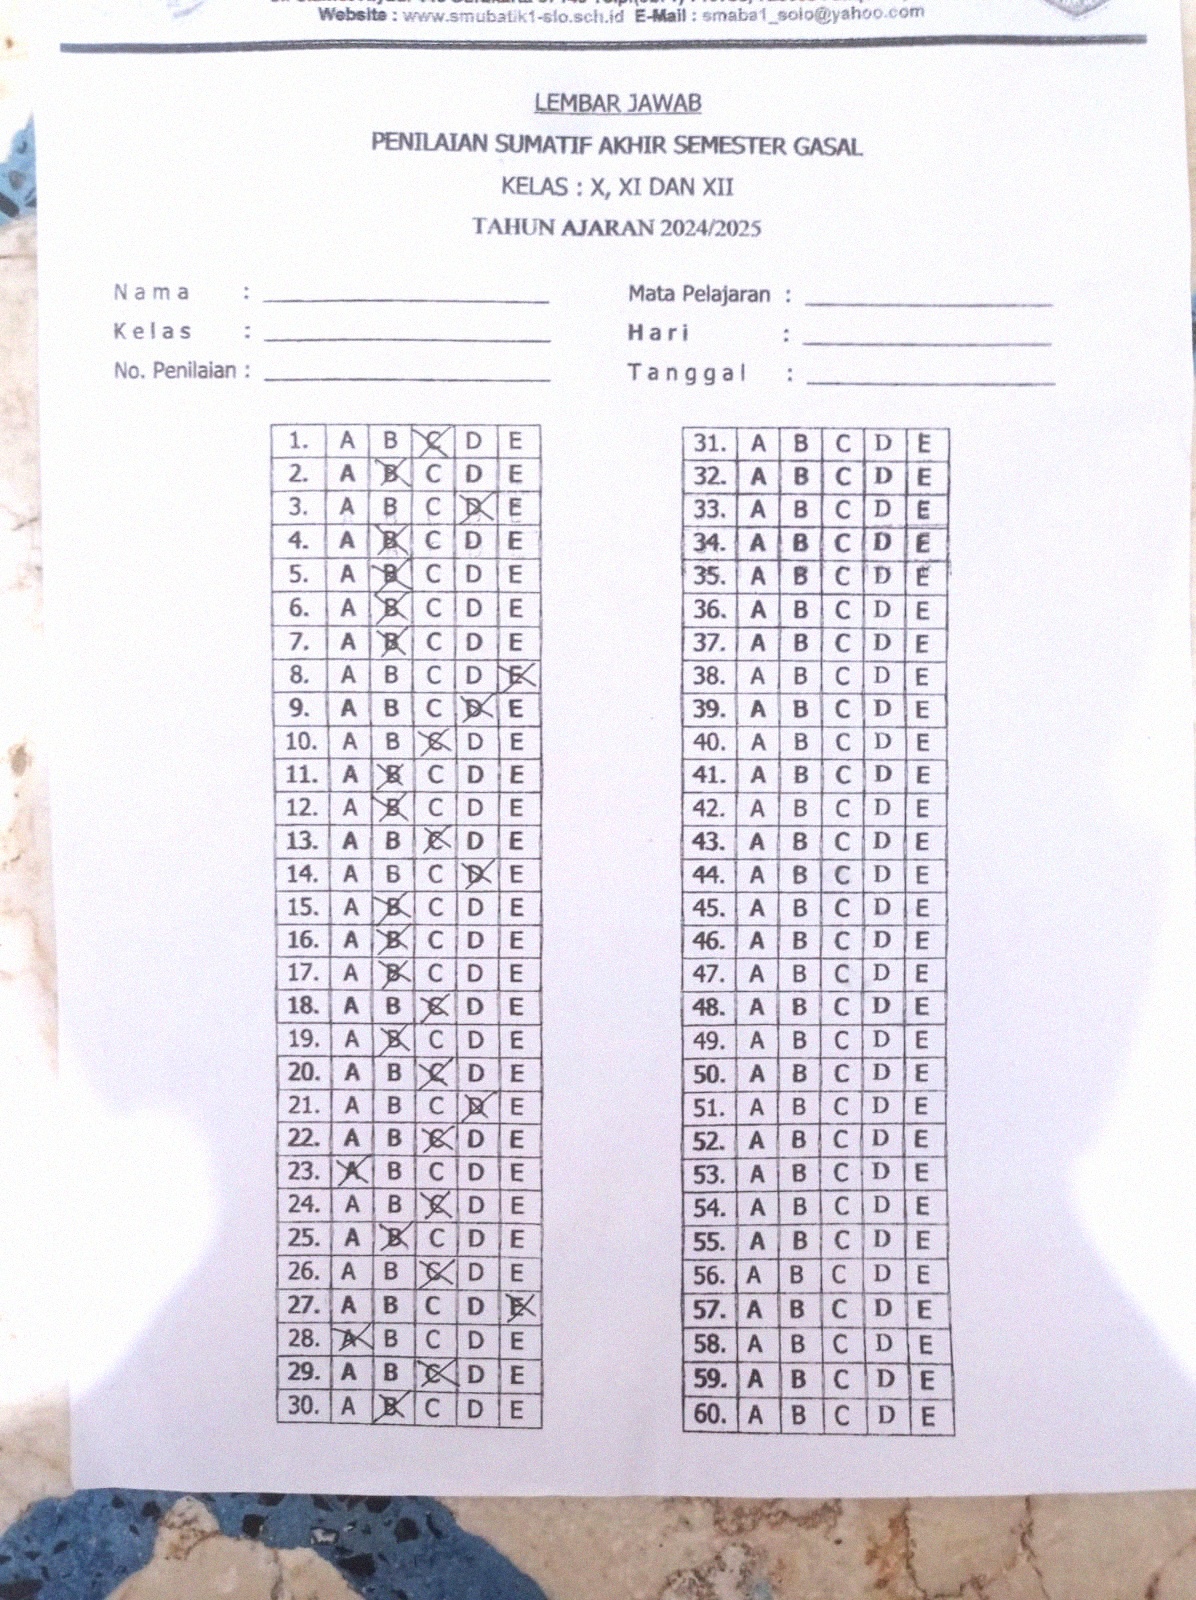 Website : www.smubatik1-slo.sch.id E-Mail : smaba1_solo@yahoo.com
LEMBAR JAWAB
PENILAIAN SUMATIF AKHIR SEMESTER GASAL
KELAS : X, XI DAN XII
TAHUN AJARAN 2024/2025
Nama : Mata Pelajaran :
Kelas : Hari :
No. Penilaian : Tanggal :
1. A B C D E 31. A B C D E
2. A B C D E 32. A B C D E
3. A B C D E 33. A B C D E
4. A B C D E 34. A B C D E
5. A B C D E 35. A B C D E
6. A B C D E 36. A B C D E
7. A B C D E 37. A B C D E
8. A B C D E 38. A B C D E
9. A B C D E 39. A B C D E
10. A B C D E 40. A B C D E
11. A B C D E 41. A B C D E
12. A B C D E 42. A B C D E
13. A B C D E 43. A B C D E
14. A B C D E 44. A B C D E
15. A B C D E 45. A B C D E
16. A B C D E 46. A B C D E
17. A B C D E 47. A B C D E
18. A B C D E 48. A B C D E
19. A B C D E 49. A B C D E
20. A B C D E 50. A B C D E
21. A B C D E 51. A B C D E
22. A B C D E 52. A B C D E
23. A B C D E 53. A B C D E
24. A B C D E 54. A B C D E
25. A B C D E 55. A B C D E
26. A B C D E 56. A B C D E
27. A B C D E 57. A B C D E
28. A B C D E 58. A B C D E
29. A B C D E 59. A B C D E
30. A B C D E 60. A B C D E